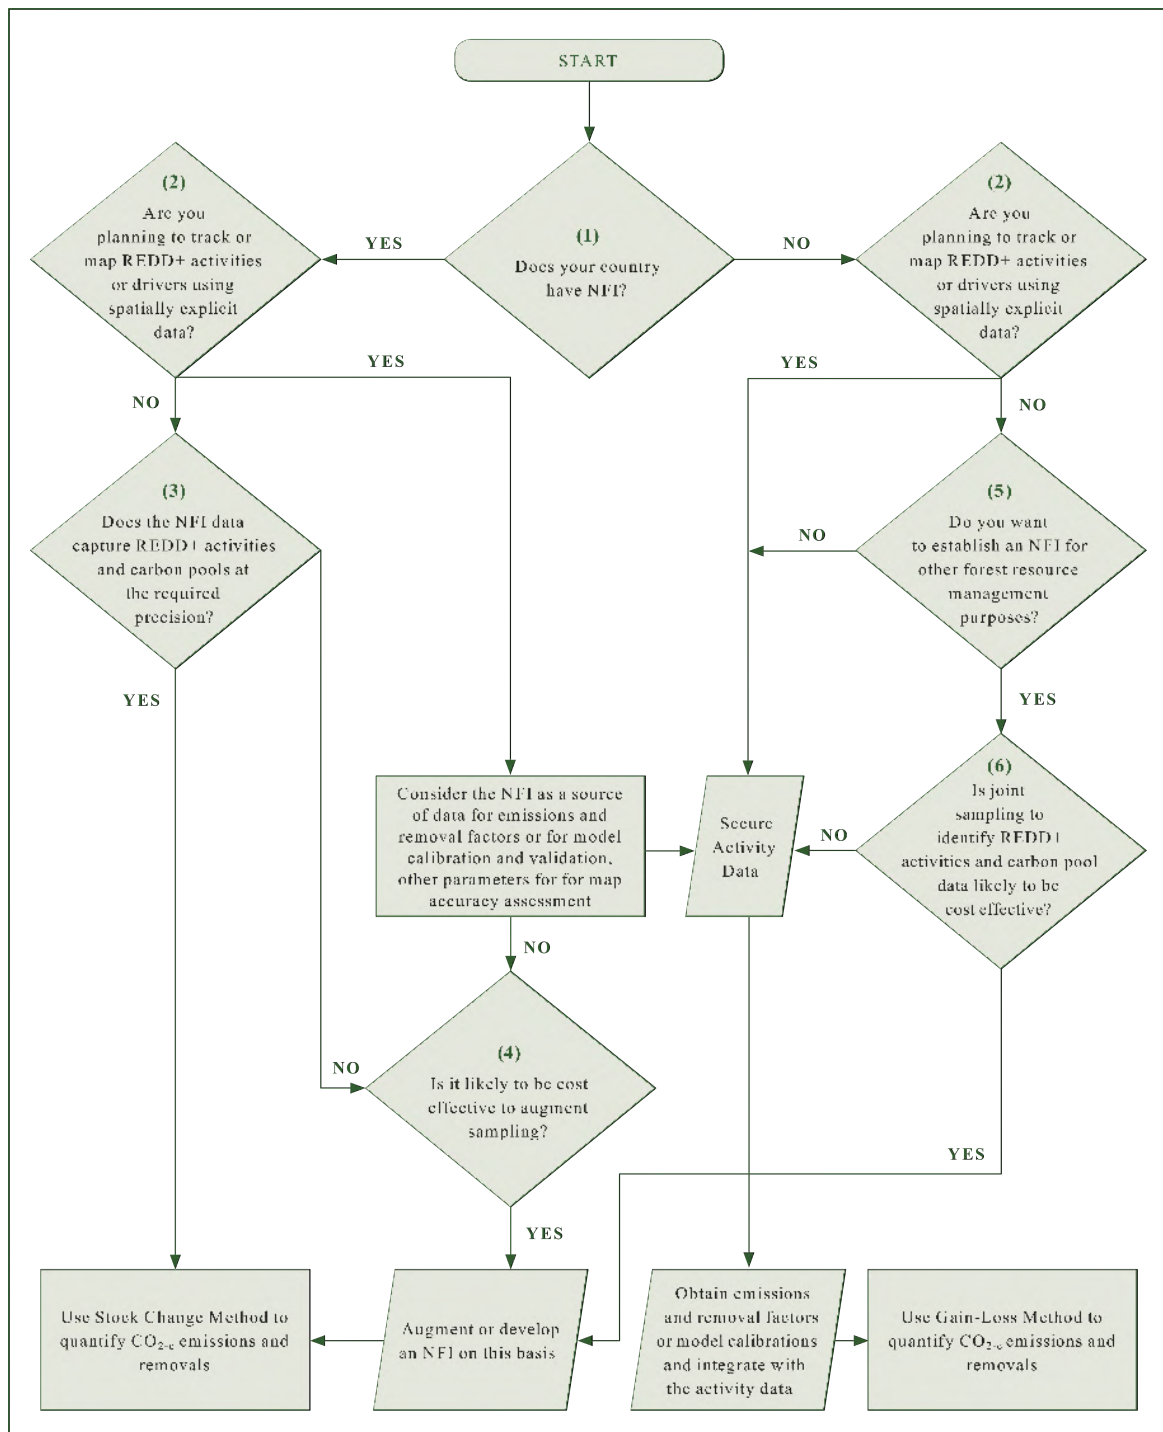 START
(2)
Are you
planning to track or
map REDD+ activities
or drivers using
spatially explicit
data?
YES
(1)
Does your country
have NFI?
NO
(2)
Are you
planning to track or
map REDD+ activities
or drivers using
spatially explicit
data?
YES
YES
NO
NO
(3)
Does the NFI data
capture REDD+ activities
and carbon pools at
the required
precision?
NO
(5)
Do you want
to establish an NFI for
other forest resource
management
purposes?
YES
YES
Consider the NFI as a source
of data for emissions and
removal factors or for model
calibration and validation,
other parameters for for map
accuracy assessment
Secure
Activity
Data
NO
(6)
Is joint
sampling to
identify REDD+
activities and carbon pool
data likely to be
cost effective?
NO
NO
(4)
Is it likely to be cost
effective to augment
sampling?
YES
YES
Use Stock Change Method to
quantify CO2-e emissions and
removals
Augment or develop
an NFI on this basis
Obtain emissions
and removal factors
or model calibrations
and integrate with
the activity data
Use Gain-Loss Method to
quantify CO2-e emissions and
removals